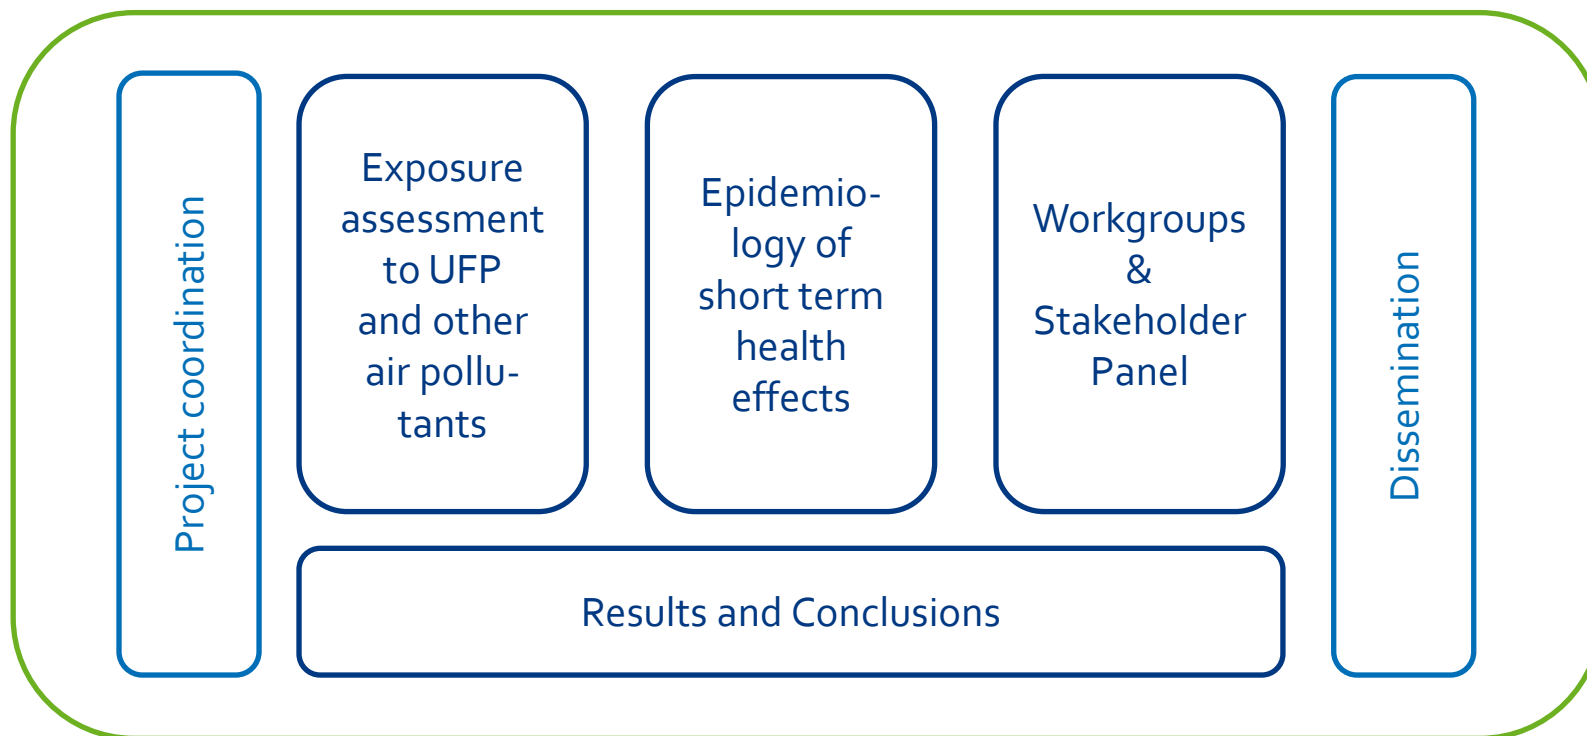 Project coordination
Exposure
assessment
to UFP
and other
air pollu-
tants
Epidemio-
logy of
short term
health
effects
Workgroups
&
Stakeholder
Panel
Dissemination
Results and Conclusions